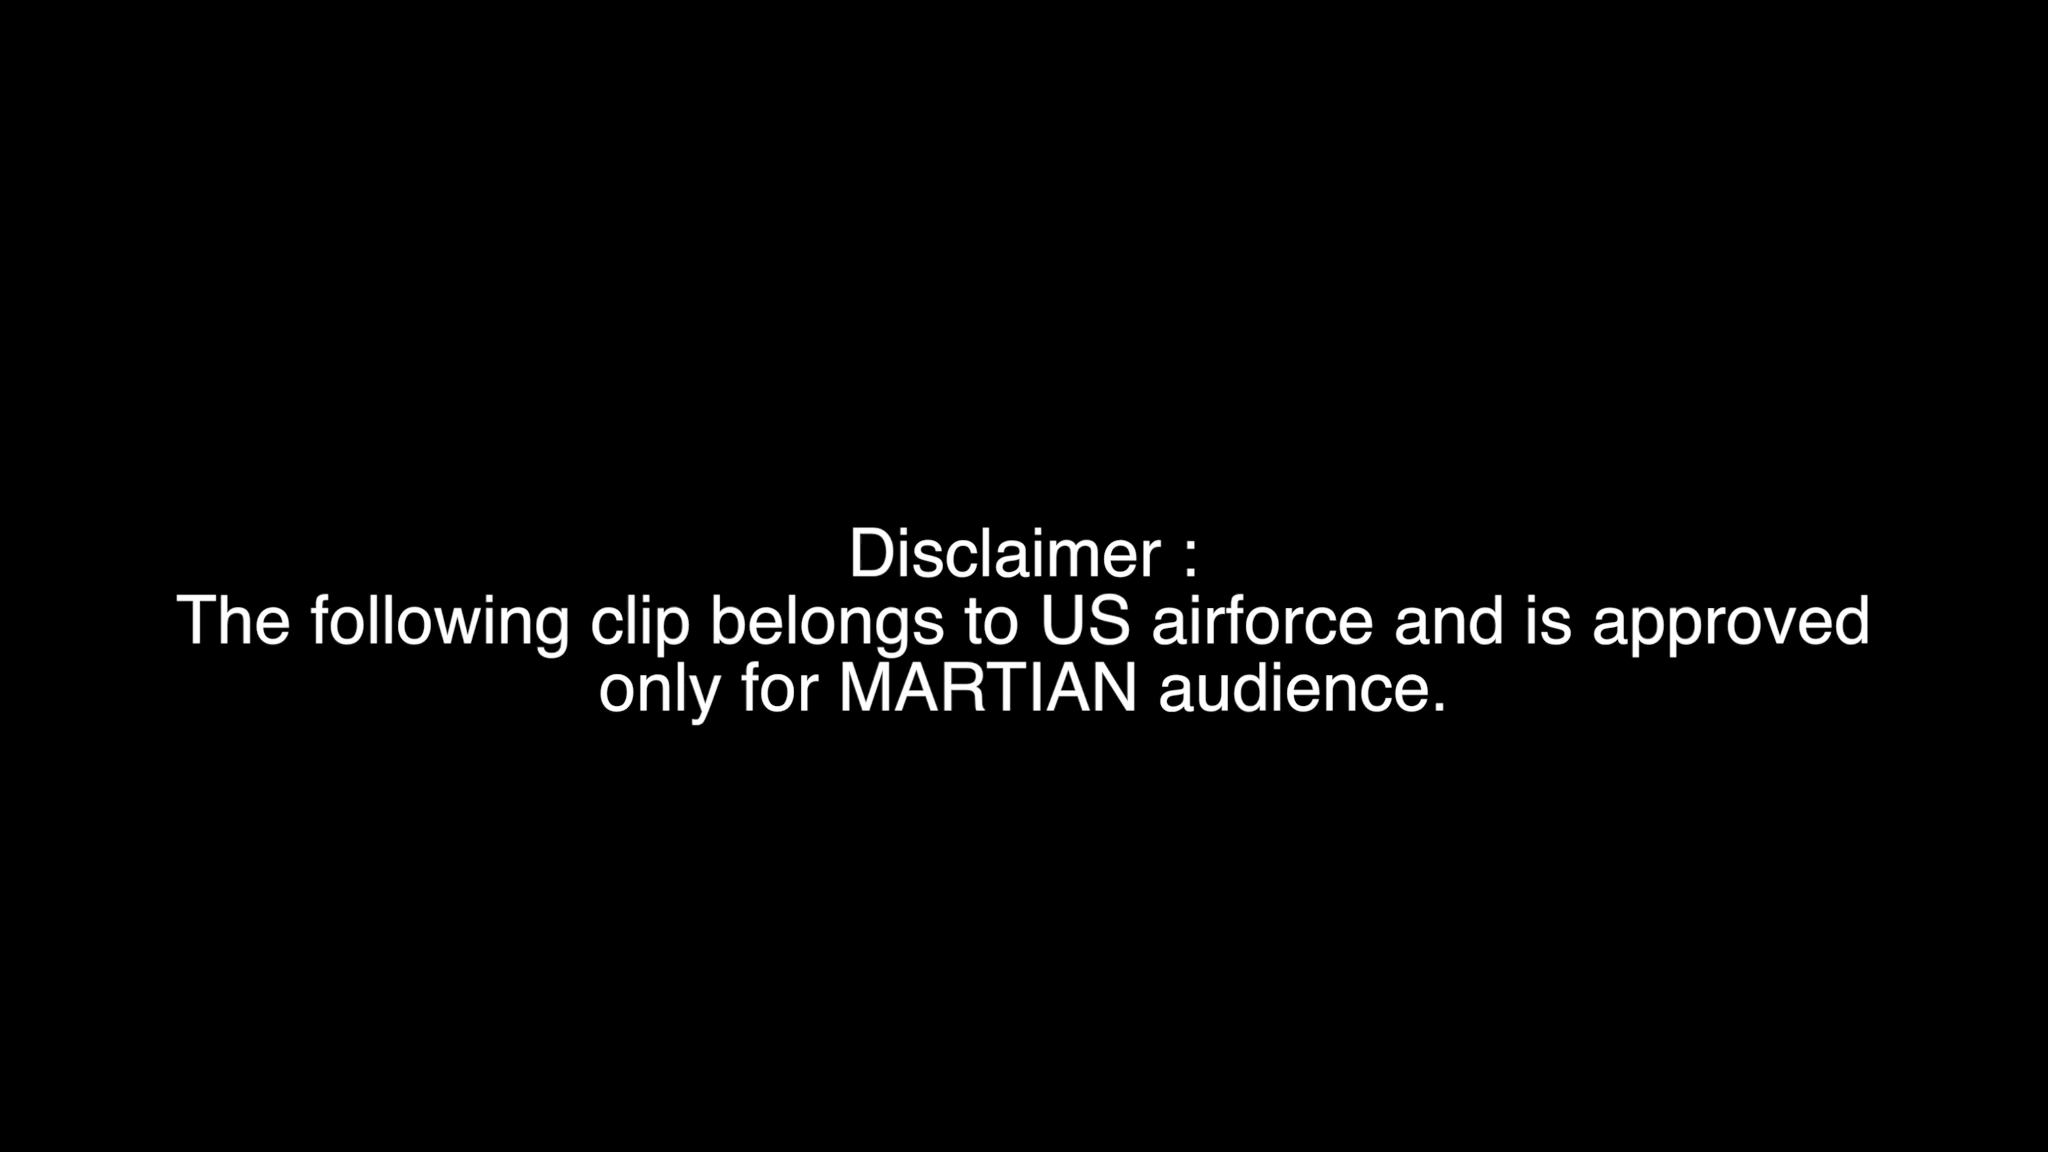 Disclaimer :
The following clip belongs to US airforce and is approved
only for MARTIAN audience.